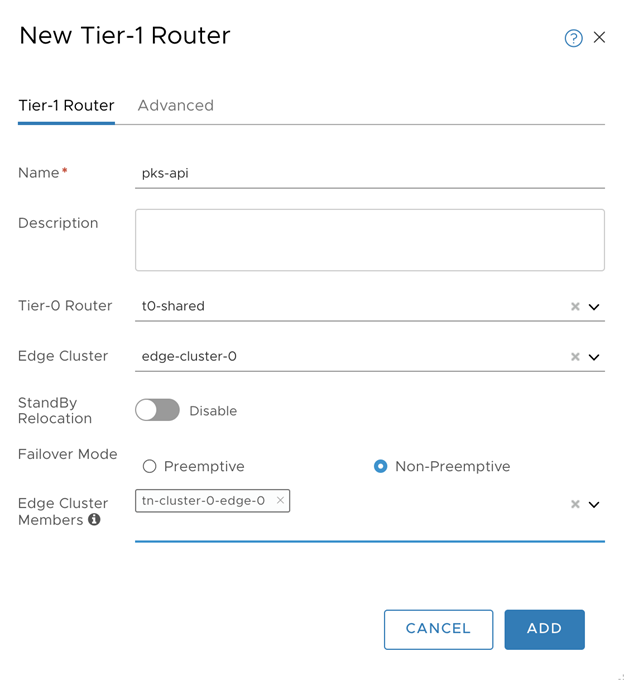 New Tier-1 Router
Tier-1 Router Advanced
Name* pks-api
Description
Tier-0 Router t0-shared
Edge Cluster edge-cluster-0
StandBy
Relocation
Disable
Failover Mode
Preemptive Non-Preemptive
Edge Cluster
Members
tn-cluster-0-edge-0
CANCEL ADD